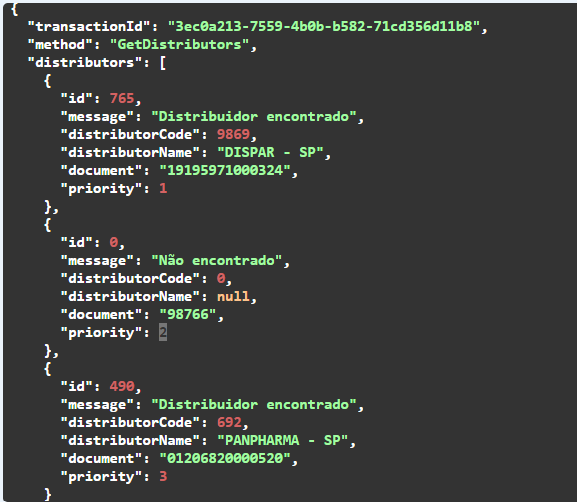 {
"transactionId": "3ec0a213-7559-4b0b-b582-71cd356d11b8",
"method": "GetDistributors",
"distributors": [
{
"id": 765,
"message": "Distribuidor encontrado",
"distributorCode": 9869,
"distributorName": "DISPAR - SP",
"document": "19195971000324",
"priority": 1
},
{
"id": 0,
"message": "Não encontrado",
"distributorCode": 0,
"distributorName": null,
"document": "98766",
"priority": 2
},
{
"id": 490,
"message": "Distribuidor encontrado",
"distributorCode": 692,
"distributorName": "PANPHARMA - SP",
"document": "01206820000520",
"priority": 3
}